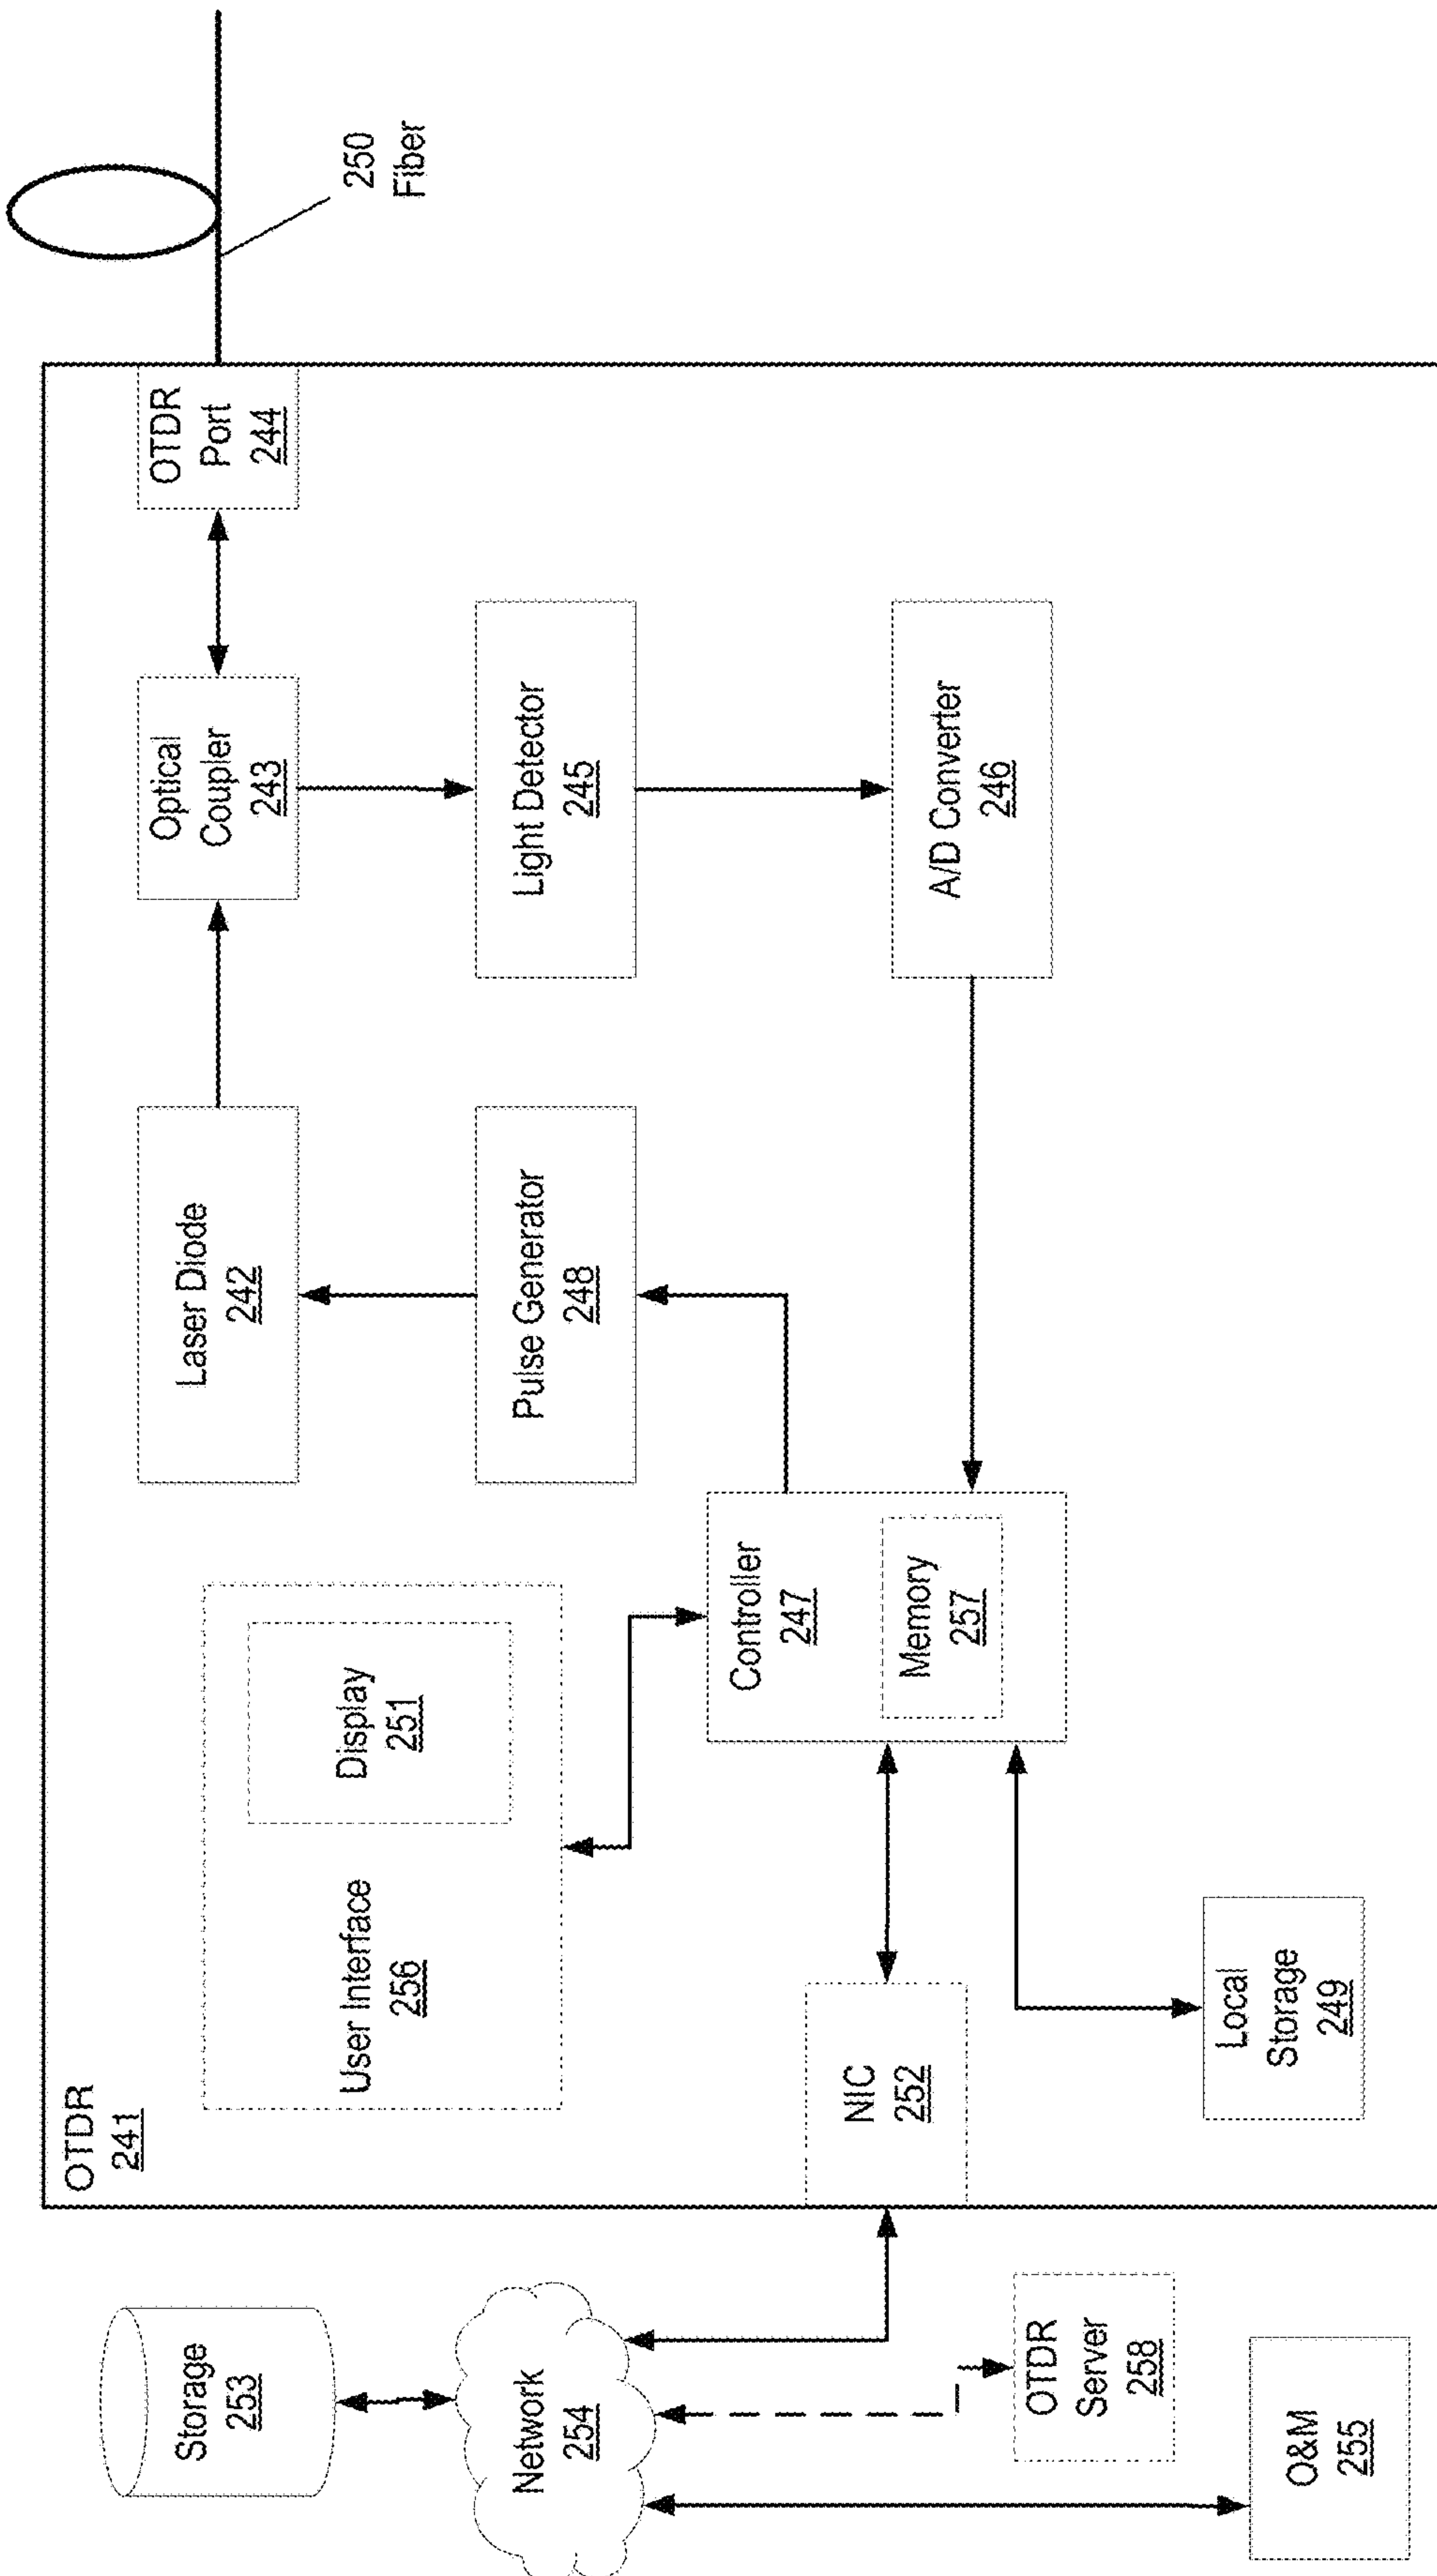 Storage
253
Network
254
OTDR
Server
258
O&M
255
OTDR
241
User Interface
256
Display
251
NIC
252
Local
Storage
249
Controller
247
Memory
257
Laser Diode
242
Pulse Generator
248
Optical
Coupler
243
Light Detector
245
A/D Converter
246
OTDR
Port
244
250
Fiber